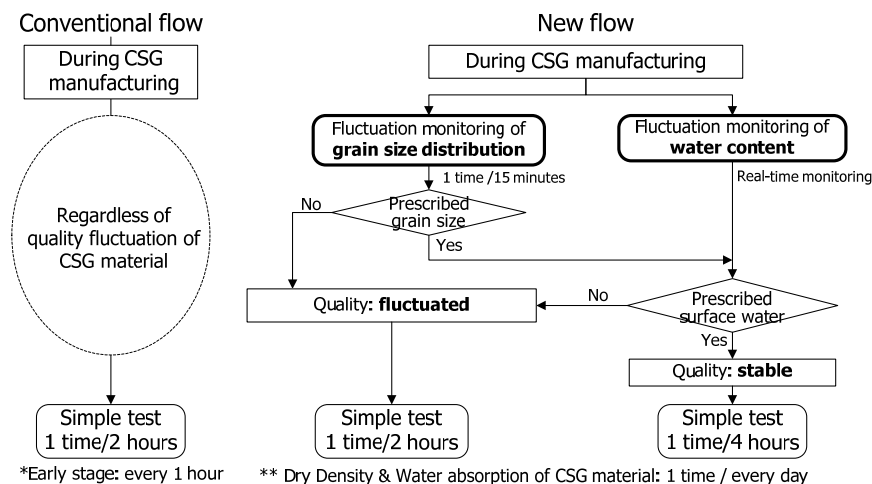 Conventional flow
During CSG
manufacturing
Regardless of
quality fluctuation of
CSG material
Simple test
1 time/2 hours
*Early stage: every 1 hour
New flow
During CSG manufacturing
Fluctuation monitoring of
grain size distribution
Fluctuation monitoring of
water content
1 time /15 minutes
Real-time monitoring
No
Prescribed
grain size
Yes
Quality: fluctuated
No
Prescribed
surface water
Yes
Quality: stable
Simple test
1 time/2 hours
Simple test
1 time/4 hours
** Dry Density & Water absorption of CSG material: 1 time / every day